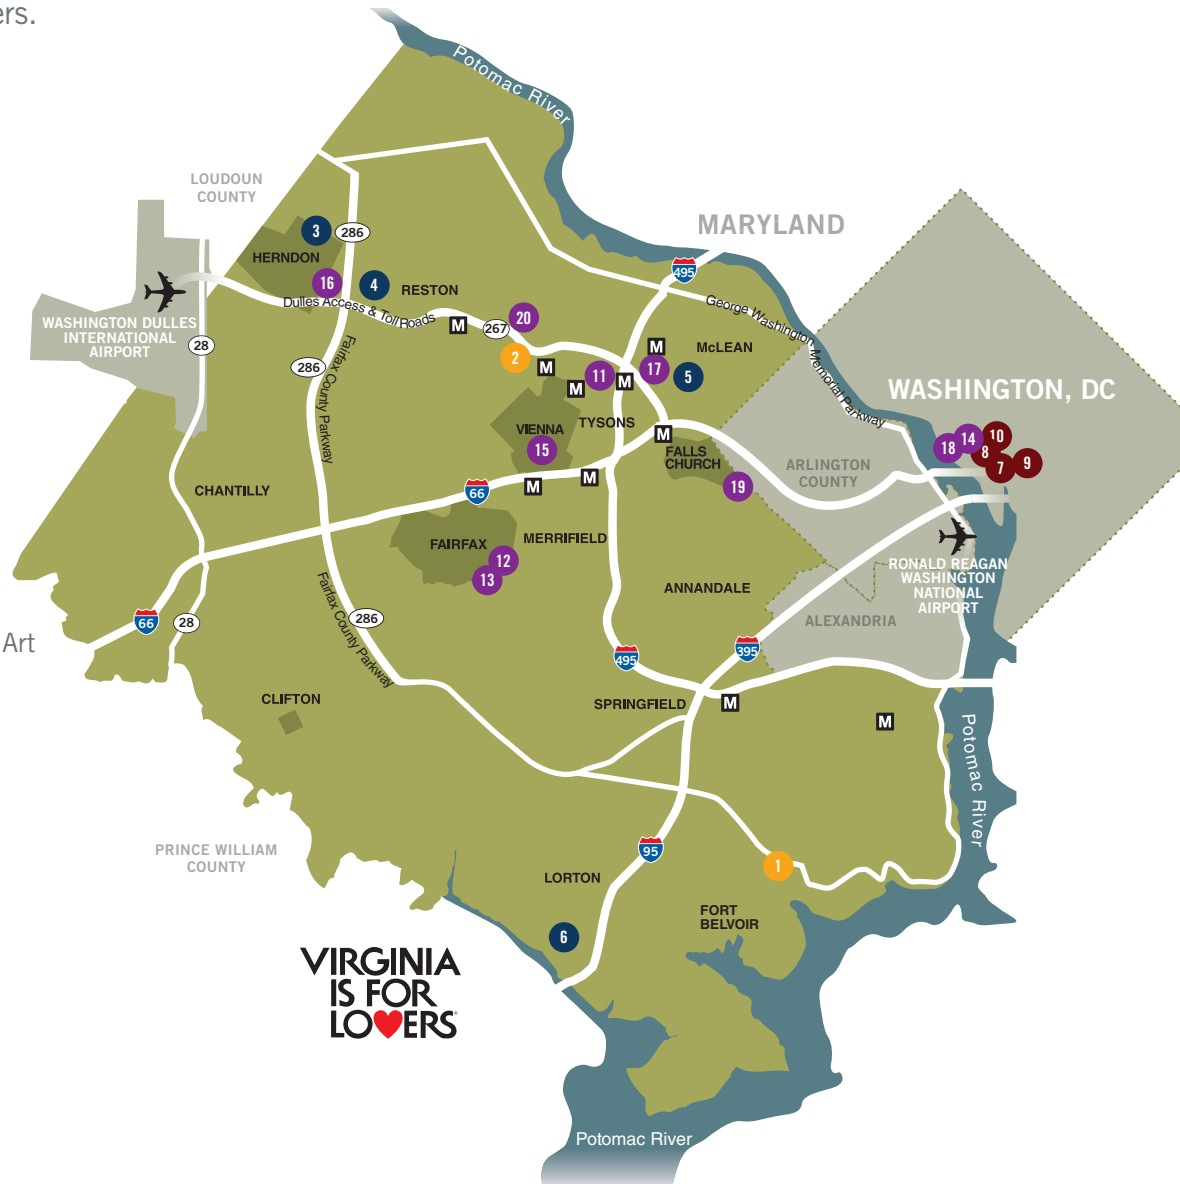 ers.
Potomac River
LOUDOUN
COUNTY
MARYLAND
3
286
HERNDON
495
16
4
RESTON
WASHINGTON DULLES
INTERNATIONAL
AIRPORT
Dulles Access & Toll Roads
George Washington Memorial Parkway
20
M
267
28
286
Fairfax County Parkway
2
M
M
McLEAN
M
11
M
17
5
WASHINGTON, DC
VIENNA
TYSONS
15
M
FALLS
CHURCH
18
14
10
8
7
9
ARLINGTON
COUNTY
19
CHANTILLY
66
M
M
FAIRFAX
MERRIFIELD
12
13
RONALD REAGAN
WASHINGTON
NATIONAL
AIRPORT
ANNANDALE
ALEXANDRIA
66
28
286
Fairfax County Parkway
Art
495
395
CLIFTON
SPRINGFIELD
M
M
Potomac River
PRINCE WILLIAM
COUNTY
95
1
LORTON
FORT
BELVOIR
6
VIRGINIA
IS FOR
LOVERS
Potomac River